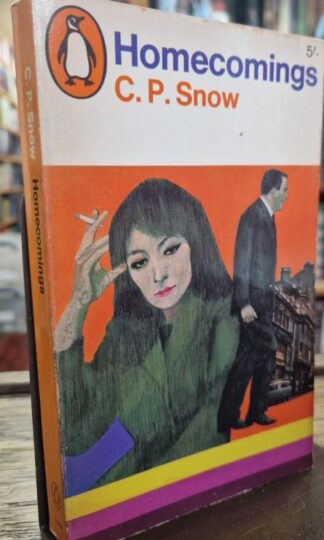 Homecomings
5/-
C. P. Snow
C. P. Snow Homecomings